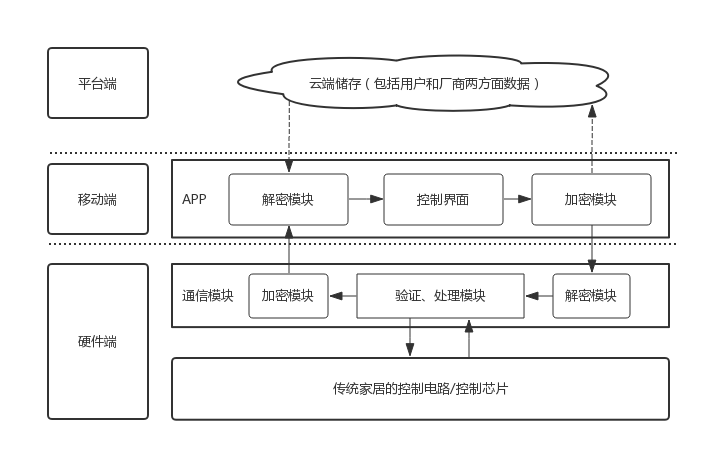 平台端
云端储存（包括用户和厂商两方面数据）
移动端
APP
解密模块
控制界面
加密模块
硬件端
通信模块
加密模块
验证、处理模块
解密模块
传统家居的控制电路/控制芯片